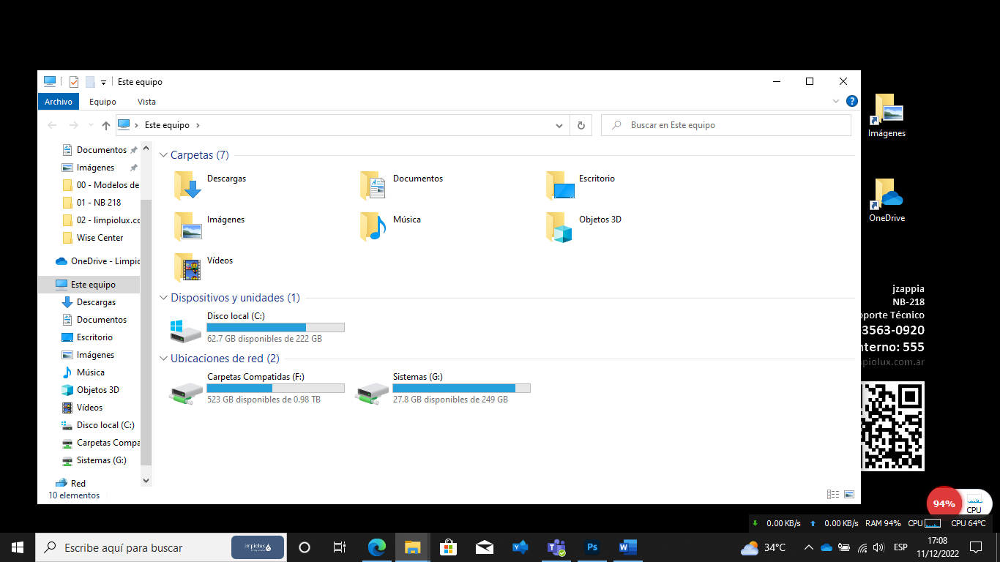 Este equipo
Archivo
Equipo
Vista
Este equipo
Buscar en Este equipo
Documentos
Imágenes
00 - Modelos de
01 - NB 218
02 - limpiolux.co
Wise Center
OneDrive - Limpic
Este equipo
Descargas
Documentos
Escritorio
Imágenes
Música
Objetos 3D
Vídeos
Disco local (C:)
Carpetas Compa
Sistemas (G:)
Red
10 elementos
Carpetas (7)
Descargas
Documentos
Escritorio
Imágenes
Música
Objetos 3D
Vídeos
Dispositivos y unidades (1)
Disco local (C:)
62.7 GB disponibles de 222 GB
Ubicaciones de red (2)
Carpetas Compatidas (F:)
523 GB disponibles de 0.98 TB
Sistemas (G:)
27.8 GB disponibles de 249 GB
Imágenes
OneDrive
jzappia
NB-218
oporte Técnico
-3563-0920
nterno: 555
npiolux.com.ar
94%
CPU
0.00 KB/s
0.00 KB/s
RAM 94%
CPU
CPU 64°C
Escribe aquí para buscar
limpiolux
Ps
34°C
ESP
17:08
11/12/2022